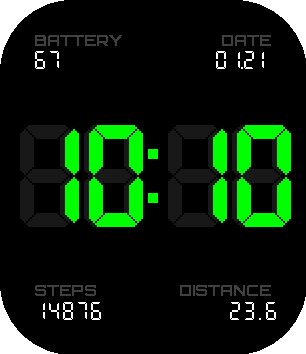 BATTERY DATE
67 01.21
10:10
STEPS DISTANCE
14876 23.6